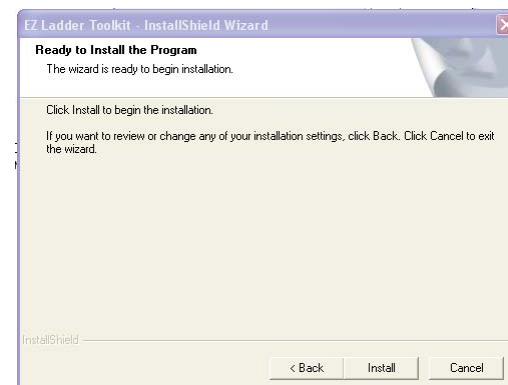 EZ Ladder Toolkit - InstallShield Wizard
Ready to Install the Program
The wizard is ready to begin installation.
Click Install to begin the installation.
If you want to review or change any of your installation settings, click Back. Click Cancel to exit
the wizard.
InstallShield
< Back Install Cancel